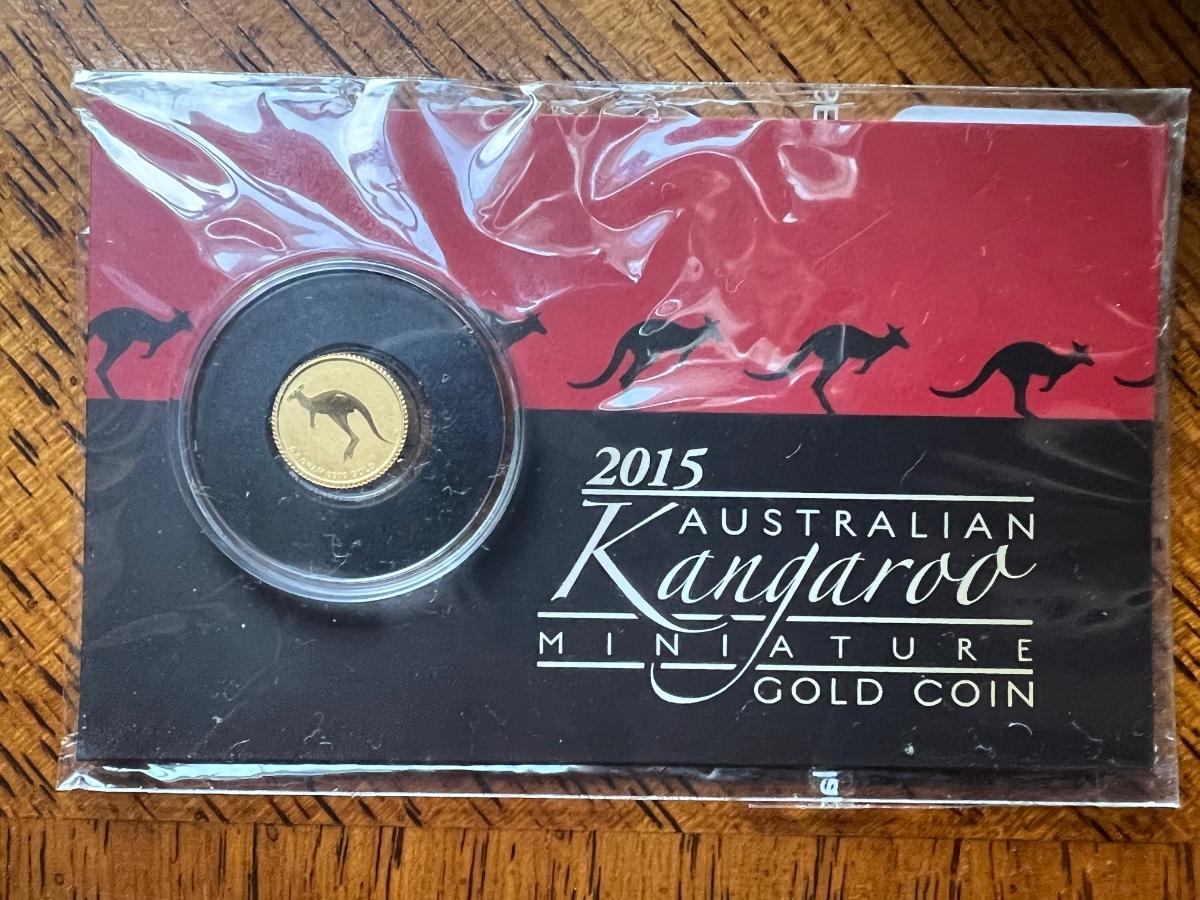 2015
AUSTRALIAN
Kangaroo
MINIATURE
GOLD COIN